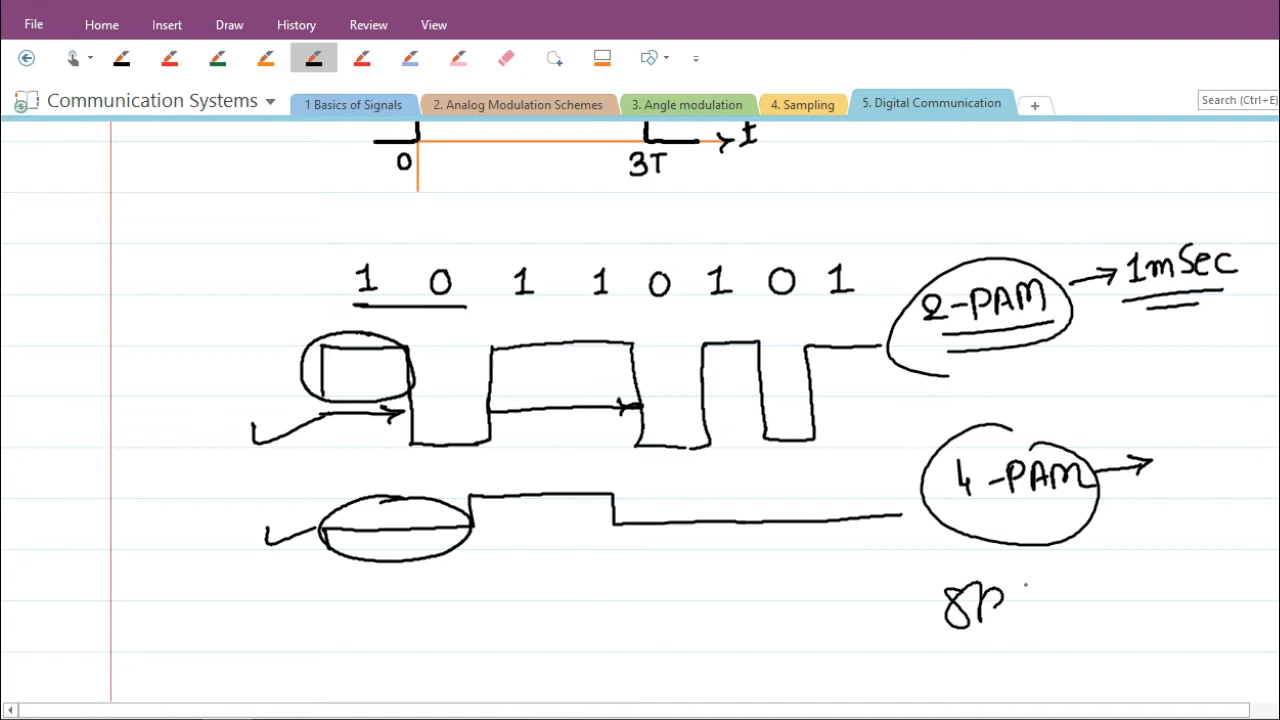 File Home Insert Draw History Review View
Communication Systems 1 Basics of Signals 2. Analog Modulation Schemes 3. Angle modulation 4. Sampling 5. Digital Communication Search (Ctrl+E)
t
0 3T
1 0 1 1 0 1 0 1 2-PAM 1mSec
4-PAM
8P